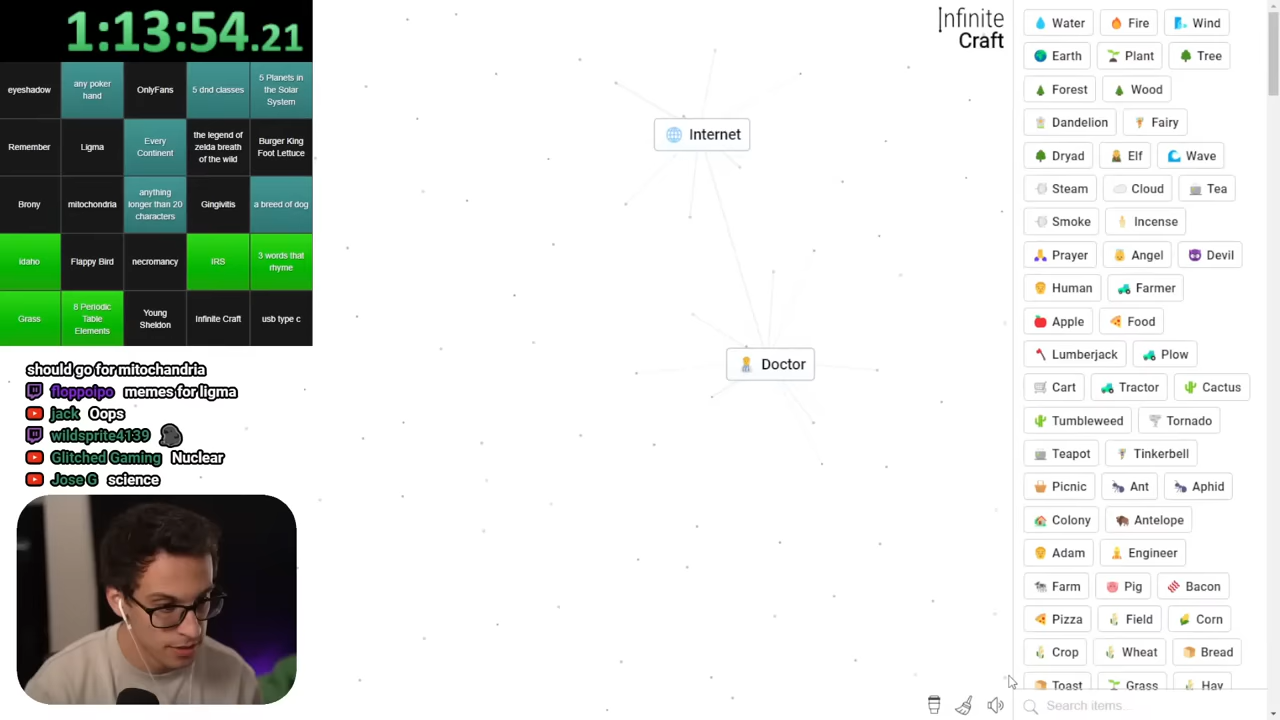 1:13:54.21
eyeshadow
any poker
hand
OnlyFans
5 dnd classes
5 Planets in
the Solar
System
Remember
Ligma
Every
Continent
the legend of
zelda breath
of the wild
Burger King
Foot Lettuce
Brony
mitochondria
anything
longer than 20
characters
Gingivitis
a breed of dog
idaho
Flappy Bird
necromancy
IRS
3 words that
rhyme
Grass
8 Periodic
Table
Elements
Young
Sheldon
Infinite Craft
usb type c
should go for mitochandria
floppoipo memes for ligma
jack Oops
wildsprite4139
Glitched Gaming Nuclear
Jose G science
Internet
Doctor
Infinite
Craft
Water Fire Wind
Earth Plant Tree
Forest Wood
Dandelion Fairy
Dryad Elf Wave
Steam Cloud Tea
Smoke Incense
Prayer Angel Devil
Human Farmer
Apple Food
Lumberjack Plow
Cart Tractor Cactus
Tumbleweed Tornado
Teapot Tinkerbell
Picnic Ant Aphid
Colony Antelope
Adam Engineer
Farm Pig Bacon
Pizza Field Corn
Crop Wheat Bread
Toast Grass Hay
Search items...